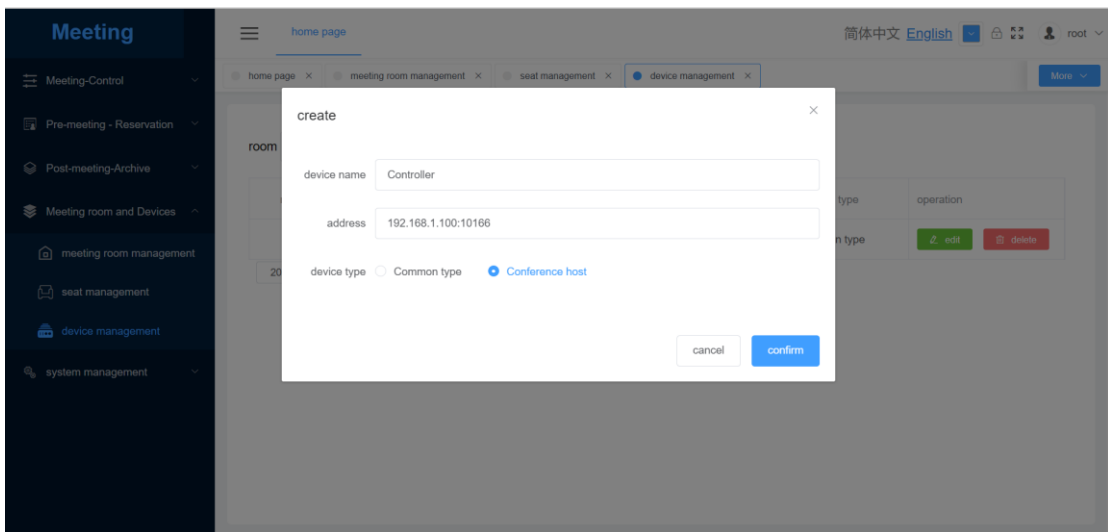 Meeting
home page
简体中文 English
root
Meeting-Control
home page
meeting room management
seat management
device management
More
Pre-meeting - Reservation
Post-meeting-Archive
Meeting room and Devices
meeting room management
seat management
device management
system management
room
type
operation
n type
edit
delete
20
create
device name Controller
address 192.168.1.100:10166
device type Common type Conference host
cancel confirm